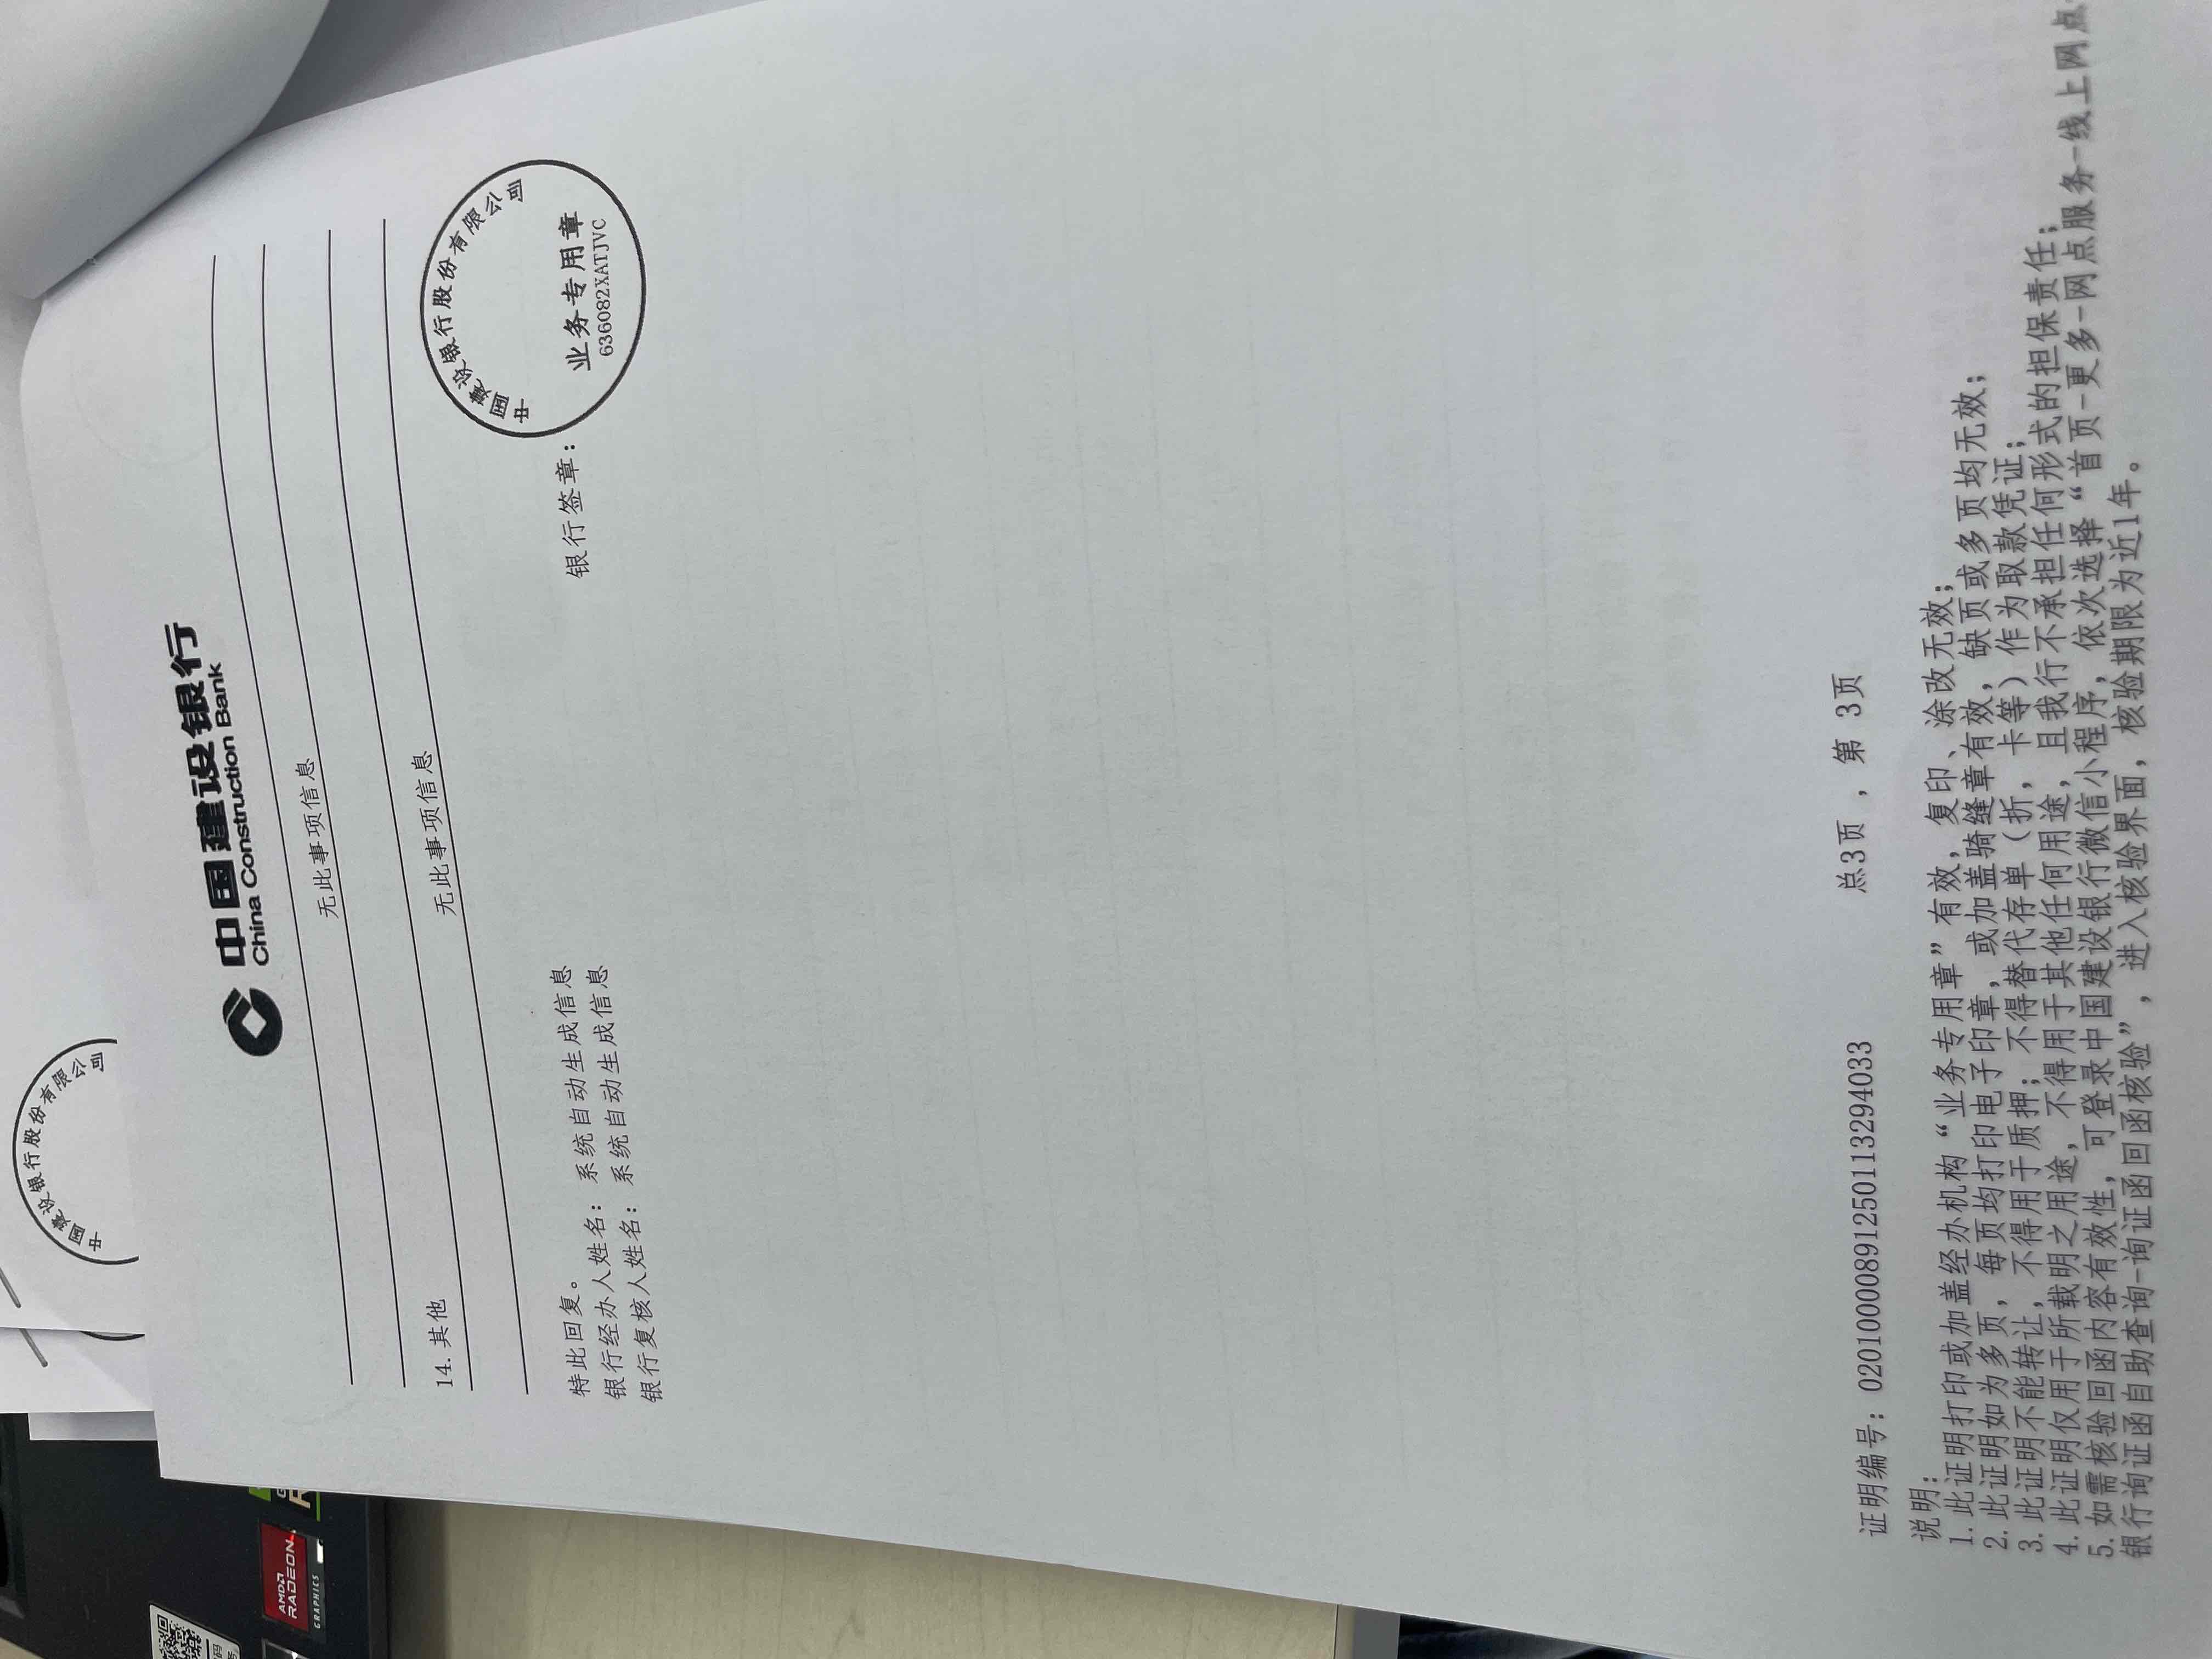 中国建设银行股份有限公司
中国建设银行
China Construction Bank
无此事项信息
14. 其他
无此事项信息
特此回复。
银行经办人姓名: 系统自动生成信息
银行复核人姓名: 系统自动生成信息
银行签章:
中国建设银行股份有限公司
业务专用章
636082XATJVC
AMD
RADEON
GRAPHICS
证明编号: 02010000891250113294033
总3页 , 第 3页
说明:
1. 此证明打印或加盖经办机构“业务专用章”有效, 复印、涂改无效;
2. 此证明如为多页, 每页均打印电子印章, 或加盖骑缝章有效, 缺页或多页均无效;
3. 此证明不能转让, 不得用于质押; 不得替代存单(折, 卡等)作为取款凭证;
4. 此证明仅用于所载明之用途, 不得用于其他任何用途, 且我行不承担任何形式的担保责任;
5. 如需核验回函内容有效性, 可登录中国建设银行微信小程序, 依次选择“首页-更多-网点服务-线上网点-
银行询证函自助查询-询证函回函核验”, 进入核验界面, 核验期限为近1年。